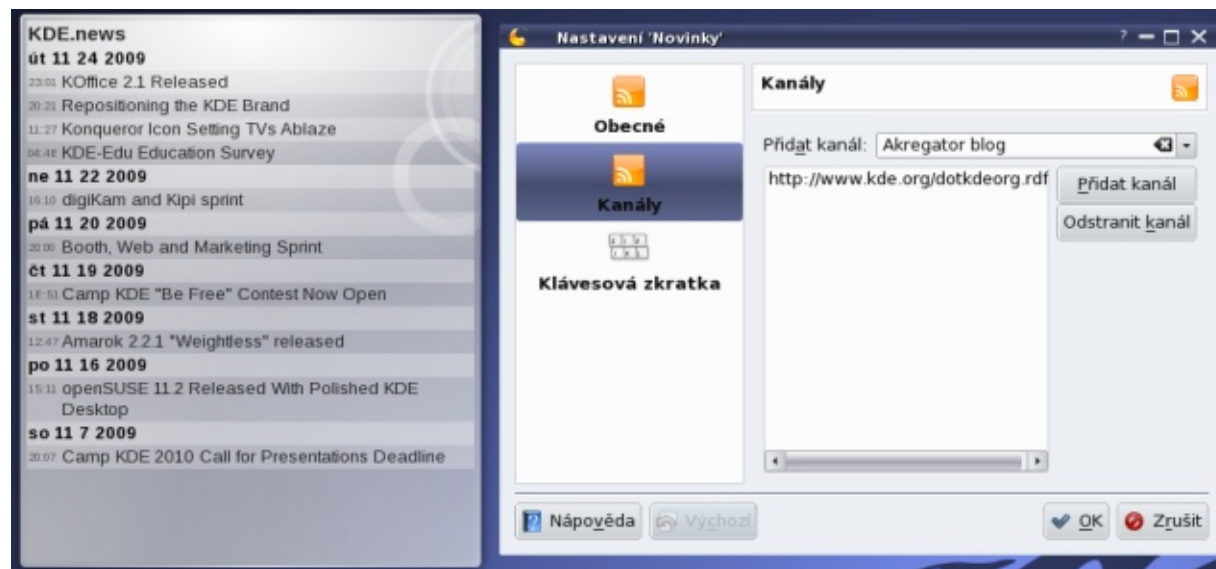 KDE.news
út 11 24 2009
23:01 KOffice 2.1 Released
20:21 Repositioning the KDE Brand
11:27 Konqueror Icon Setting TVs Ablaze
04:48 KDE-Edu Education Survey
ne 11 22 2009
16:10 digiKam and Kipi sprint
pá 11 20 2009
20:00 Booth, Web and Marketing Sprint
čt 11 19 2009
18:51 Camp KDE "Be Free" Contest Now Open
st 11 18 2009
12:47 Amarok 2.2.1 "Weightless" released
po 11 16 2009
15:11 openSUSE 11.2 Released With Polished KDE
Desktop
so 11 7 2009
20:07 Camp KDE 2010 Call for Presentations Deadline
Nastavení 'Novinky'
Obecné
Kanály
Klávesová zkratka
Kanály
Přidat kanál: Akregator blog
http://www.kde.org/dotkdeorg.rdf
Přidat kanál
Odstranit kanál
Nápověda
Výchozí
OK
Zrušit